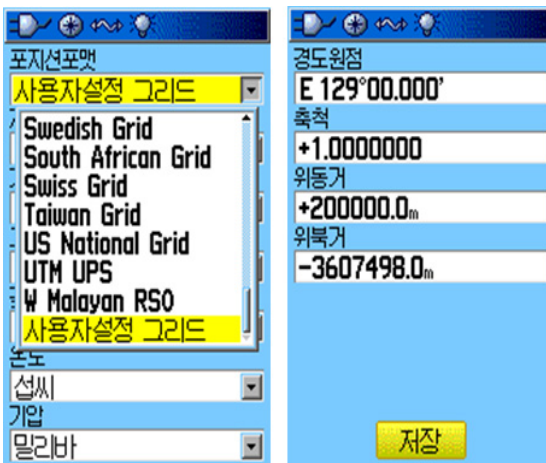 포지션포맷
사용자설정 그리드
Swedish Grid
South African Grid
Swiss Grid
Taiwan Grid
US National Grid
UTM UPS
W Malayan RSO
사용자설정 그리드
온도
섭씨
기압
밀리바
경도원점
E 129°00.000'
축척
+1.0000000
위동거
+200000.0m
위북거
-3607498.0m
저장